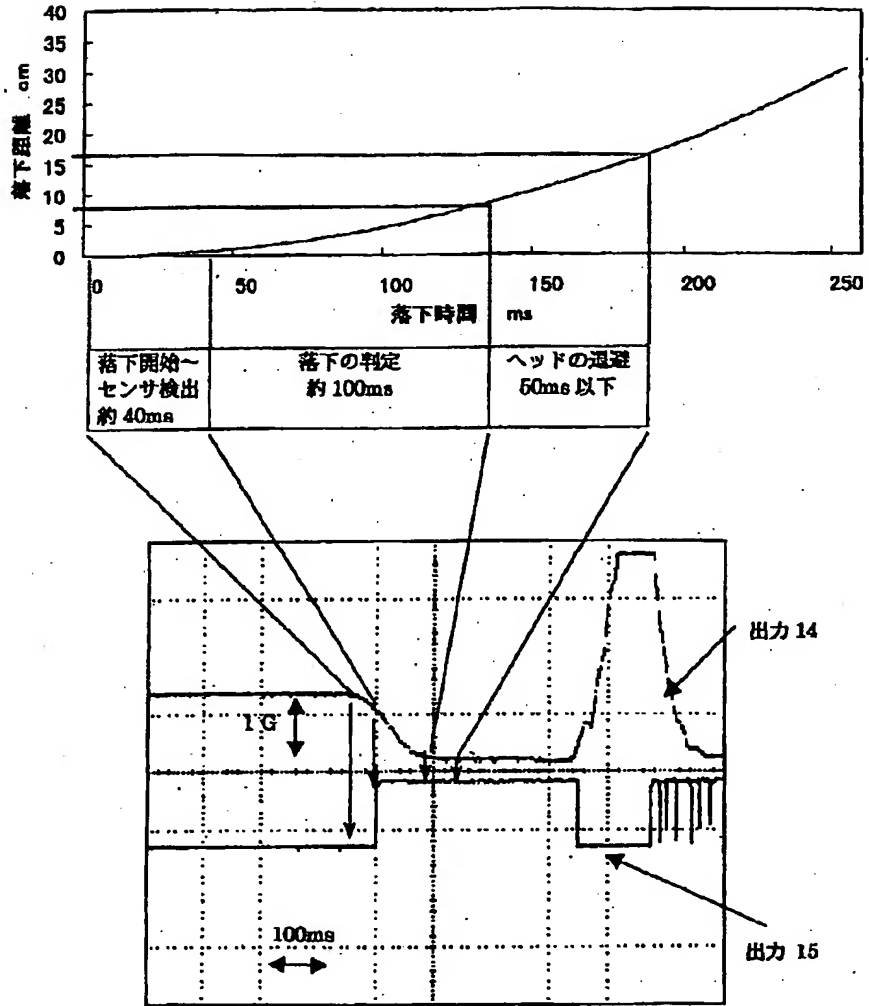 40
35
30
25
20
15
10
5
0
落下距離 cm
0 50 100 150 200 250
落下時間 ms
落下開始～
センサ検出
約 40ms
落下の判定
約 100ms
ヘッドの退避
50ms 以下
出力 14
1 G
100ms
出力 15